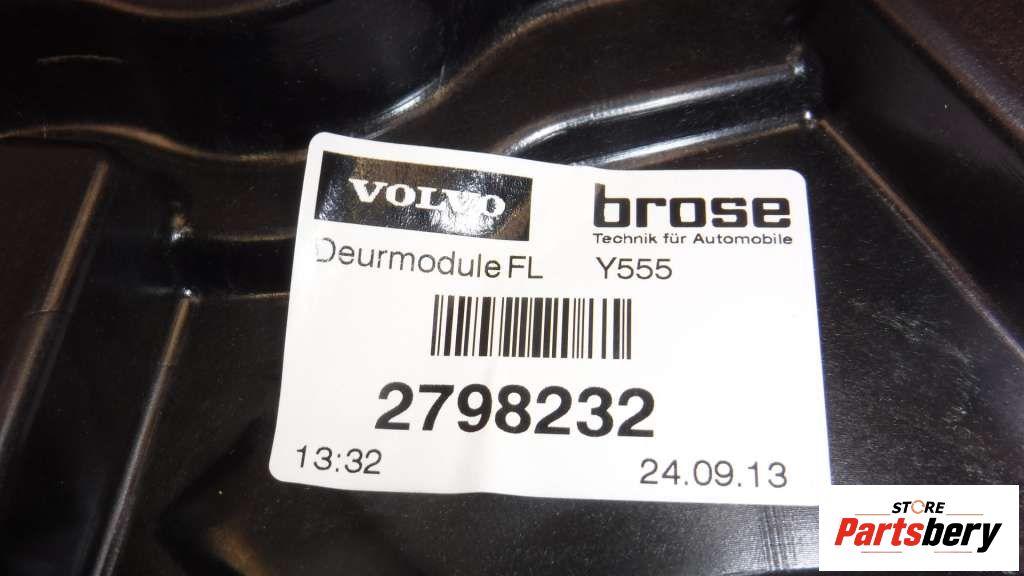 VOLVO
brose
Technik für Automobile
Deurmodule FL Y555
2798232
13:32 24.09.13
STORE
Partsbery